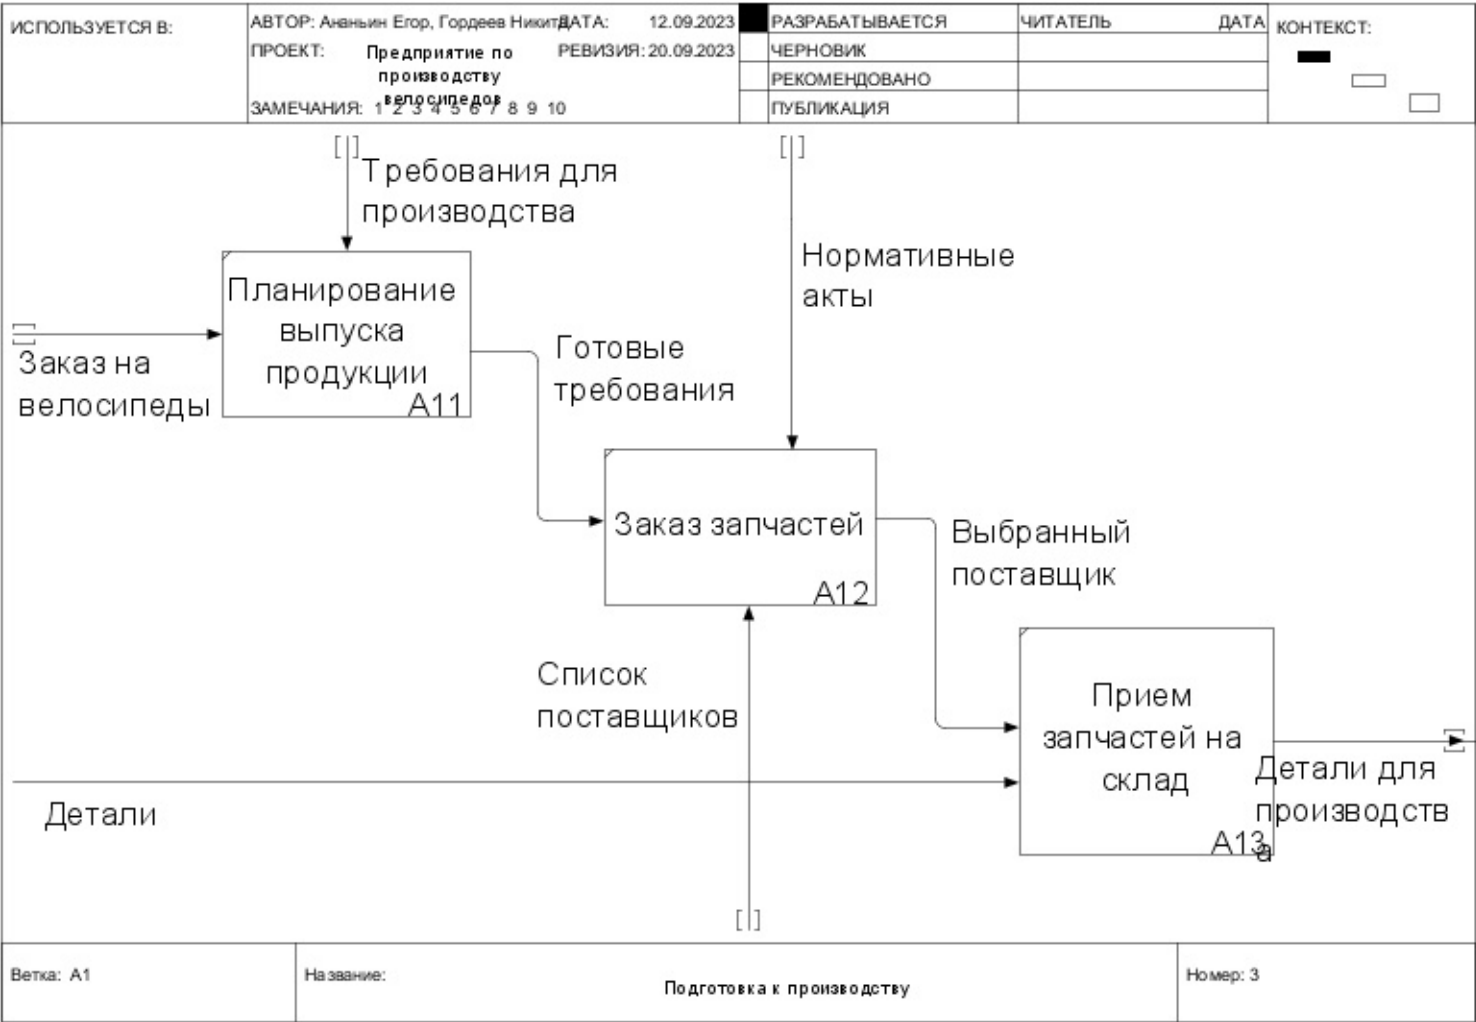 ИСПОЛЬЗУЕТСЯ В:
АВТОР: Ананьин Егор, Гордеев Никита
ДАТА: 12.09.2023
РАЗРАБАТЫВАЕТСЯ
ЧИТАТЕЛЬ
ДАТА
КОНТЕКСТ:
ПРОЕКТ:
Предприятие по
производству
велосипедов
РЕВИЗИЯ: 20.09.2023
ЧЕРНОВИК
РЕКОМЕНДОВАНО
ЗАМЕЧАНИЯ: 1 2 3 4 5 6 7 8 9 10
ПУБЛИКАЦИЯ
Требования для
производства
Нормативные
акты
Планирование
выпуска
продукции
A11
Заказ на
велосипеды
Готовые
требования
Заказ запчастей
A12
Выбранный
поставщик
Список
поставщиков
Прием
запчастей на
склад
A13
Детали для
производств
а
Детали
Ветка: A1
Название:
Подготовка к производству
Номер: 3